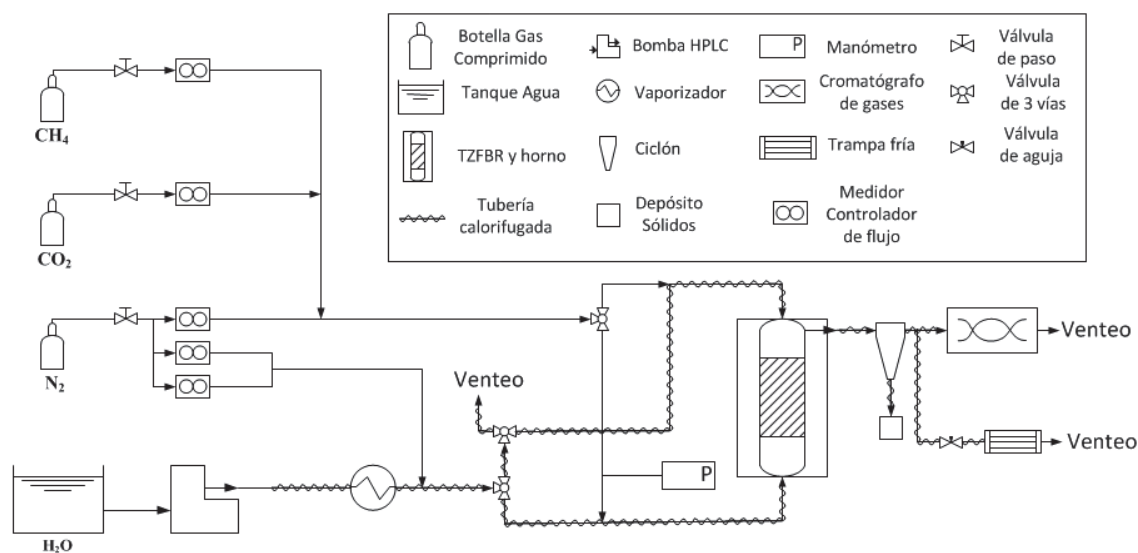 Botella Gas
Comprimido
Bomba HPLC
P
Manómetro
Válvula
de paso
Tanque Agua
Vaporizador
Cromatógrafo
de gases
Válvula
de 3 vías
TZFBR y horno
Ciclón
Trampa fría
Válvula
de aguja
Tubería
calorifugada
Depósito
Sólidos
Medidor
Controlador
de flujo
CH4
CO2
N2
Venteo
Venteo
Venteo
P
H2O